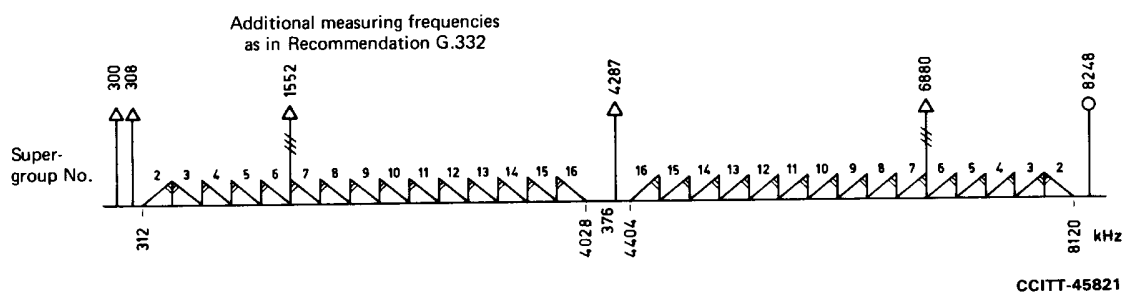 Additional measuring frequencies
as in Recommendation G.332
300
308
1552
4287
6880
8248
Super-
group No.
2 3 4 5 6 7 8 9 10 11 12 13 14 15 16
16 15 14 13 12 11 10 9 8 7 6 5 4 3 2
312
4028
376
4404
8120
kHz
CCITT-45821